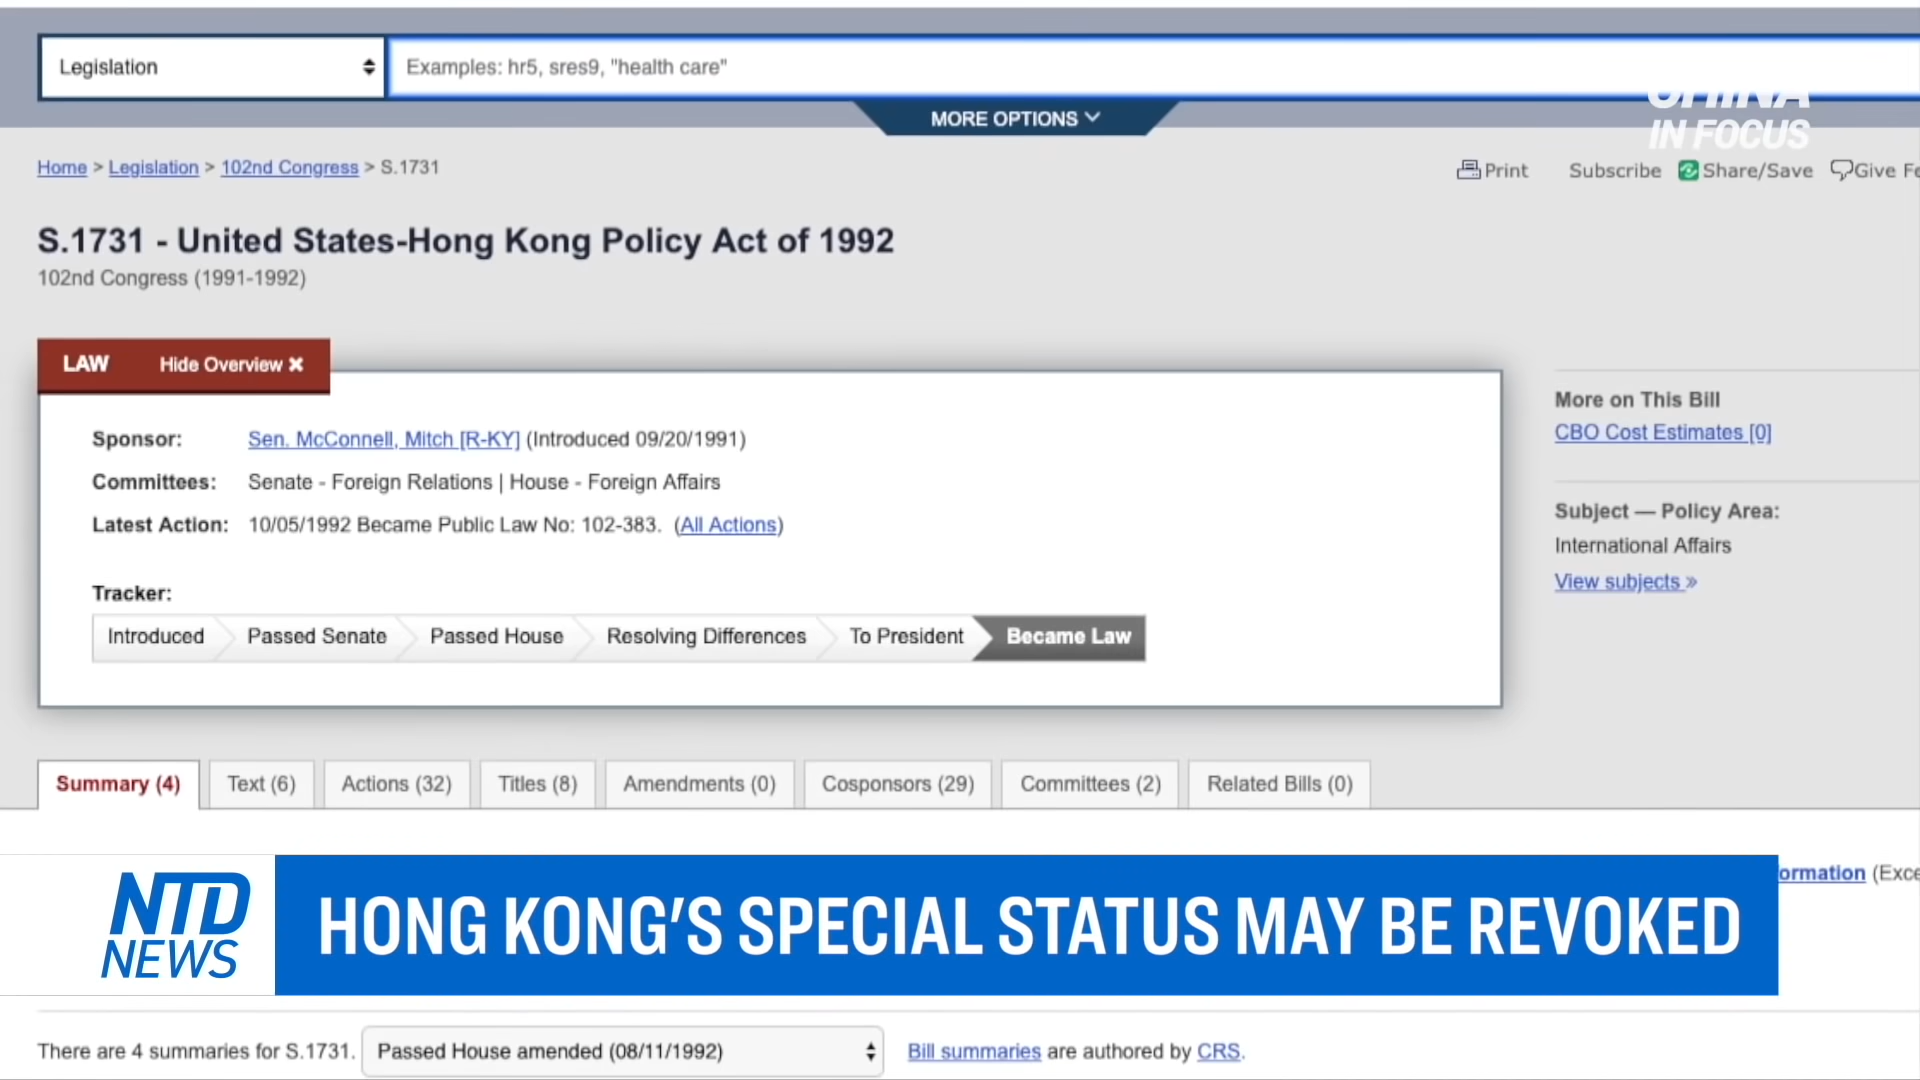 Legislation
Examples: hr5, sres9, "health care"
MORE OPTIONS
CHINA
IN FOCUS
Home > Legislation > 102nd Congress > S.1731
Print Subscribe Share/Save Give Fe
S.1731 - United States-Hong Kong Policy Act of 1992
102nd Congress (1991-1992)
LAW Hide Overview ×
Sponsor: Sen. McConnell, Mitch [R-KY] (Introduced 09/20/1991)
Committees: Senate - Foreign Relations | House - Foreign Affairs
Latest Action: 10/05/1992 Became Public Law No: 102-383. (All Actions)
Tracker:
Introduced Passed Senate Passed House Resolving Differences To President Became Law
More on This Bill
CBO Cost Estimates [0]
Subject — Policy Area:
International Affairs
View subjects »
Summary (4) Text (6) Actions (32) Titles (8) Amendments (0) Cosponsors (29) Committees (2) Related Bills (0)
ormation (Exce
NTD
NEWS
HONG KONG'S SPECIAL STATUS MAY BE REVOKED
There are 4 summaries for S.1731. Passed House amended (08/11/1992) Bill summaries are authored by CRS.